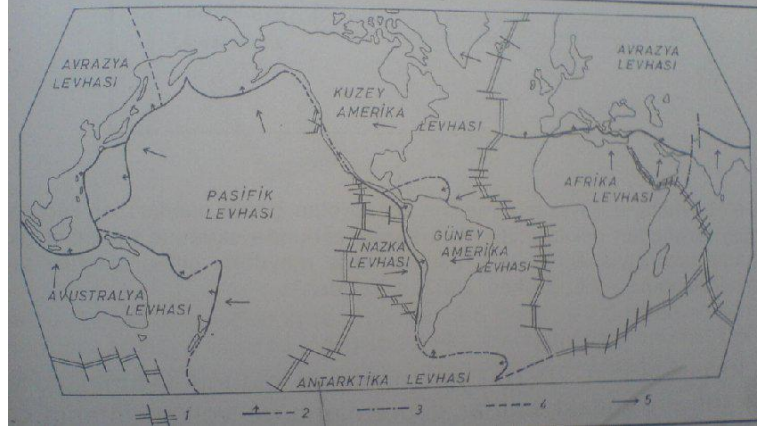 AVRAZYA
LEVHASI
KUZEY
AMERİKA
LEVHASI
AVRAZYA
LEVHASI
PASİFİK
LEVHASI
AFRİKA
LEVHASI
NAZKA
LEVHASI
GÜNEY
AMERİKA
LEVHASI
AVUSTRALYA
LEVHASI
ANTARKTİKA LEVHASI
1 2 3 4 5